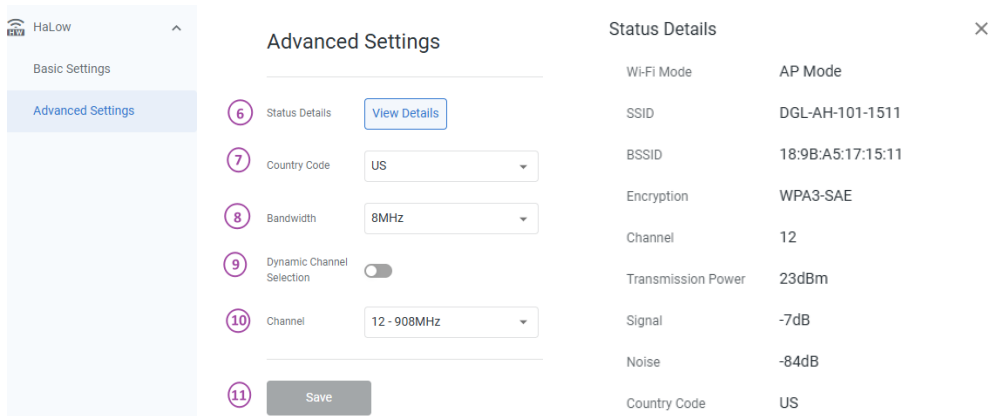 HW HaLow
Basic Settings
Advanced Settings
Advanced Settings
6 Status Details View Details
7 Country Code US
8 Bandwidth 8MHz
9 Dynamic Channel
Selection
10 Channel 12 - 908MHz
11 Save
Status Details
Wi-Fi Mode AP Mode
SSID DGL-AH-101-1511
BSSID 18:9B:A5:17:15:11
Encryption WPA3-SAE
Channel 12
Transmission Power 23dBm
Signal -7dB
Noise -84dB
Country Code US